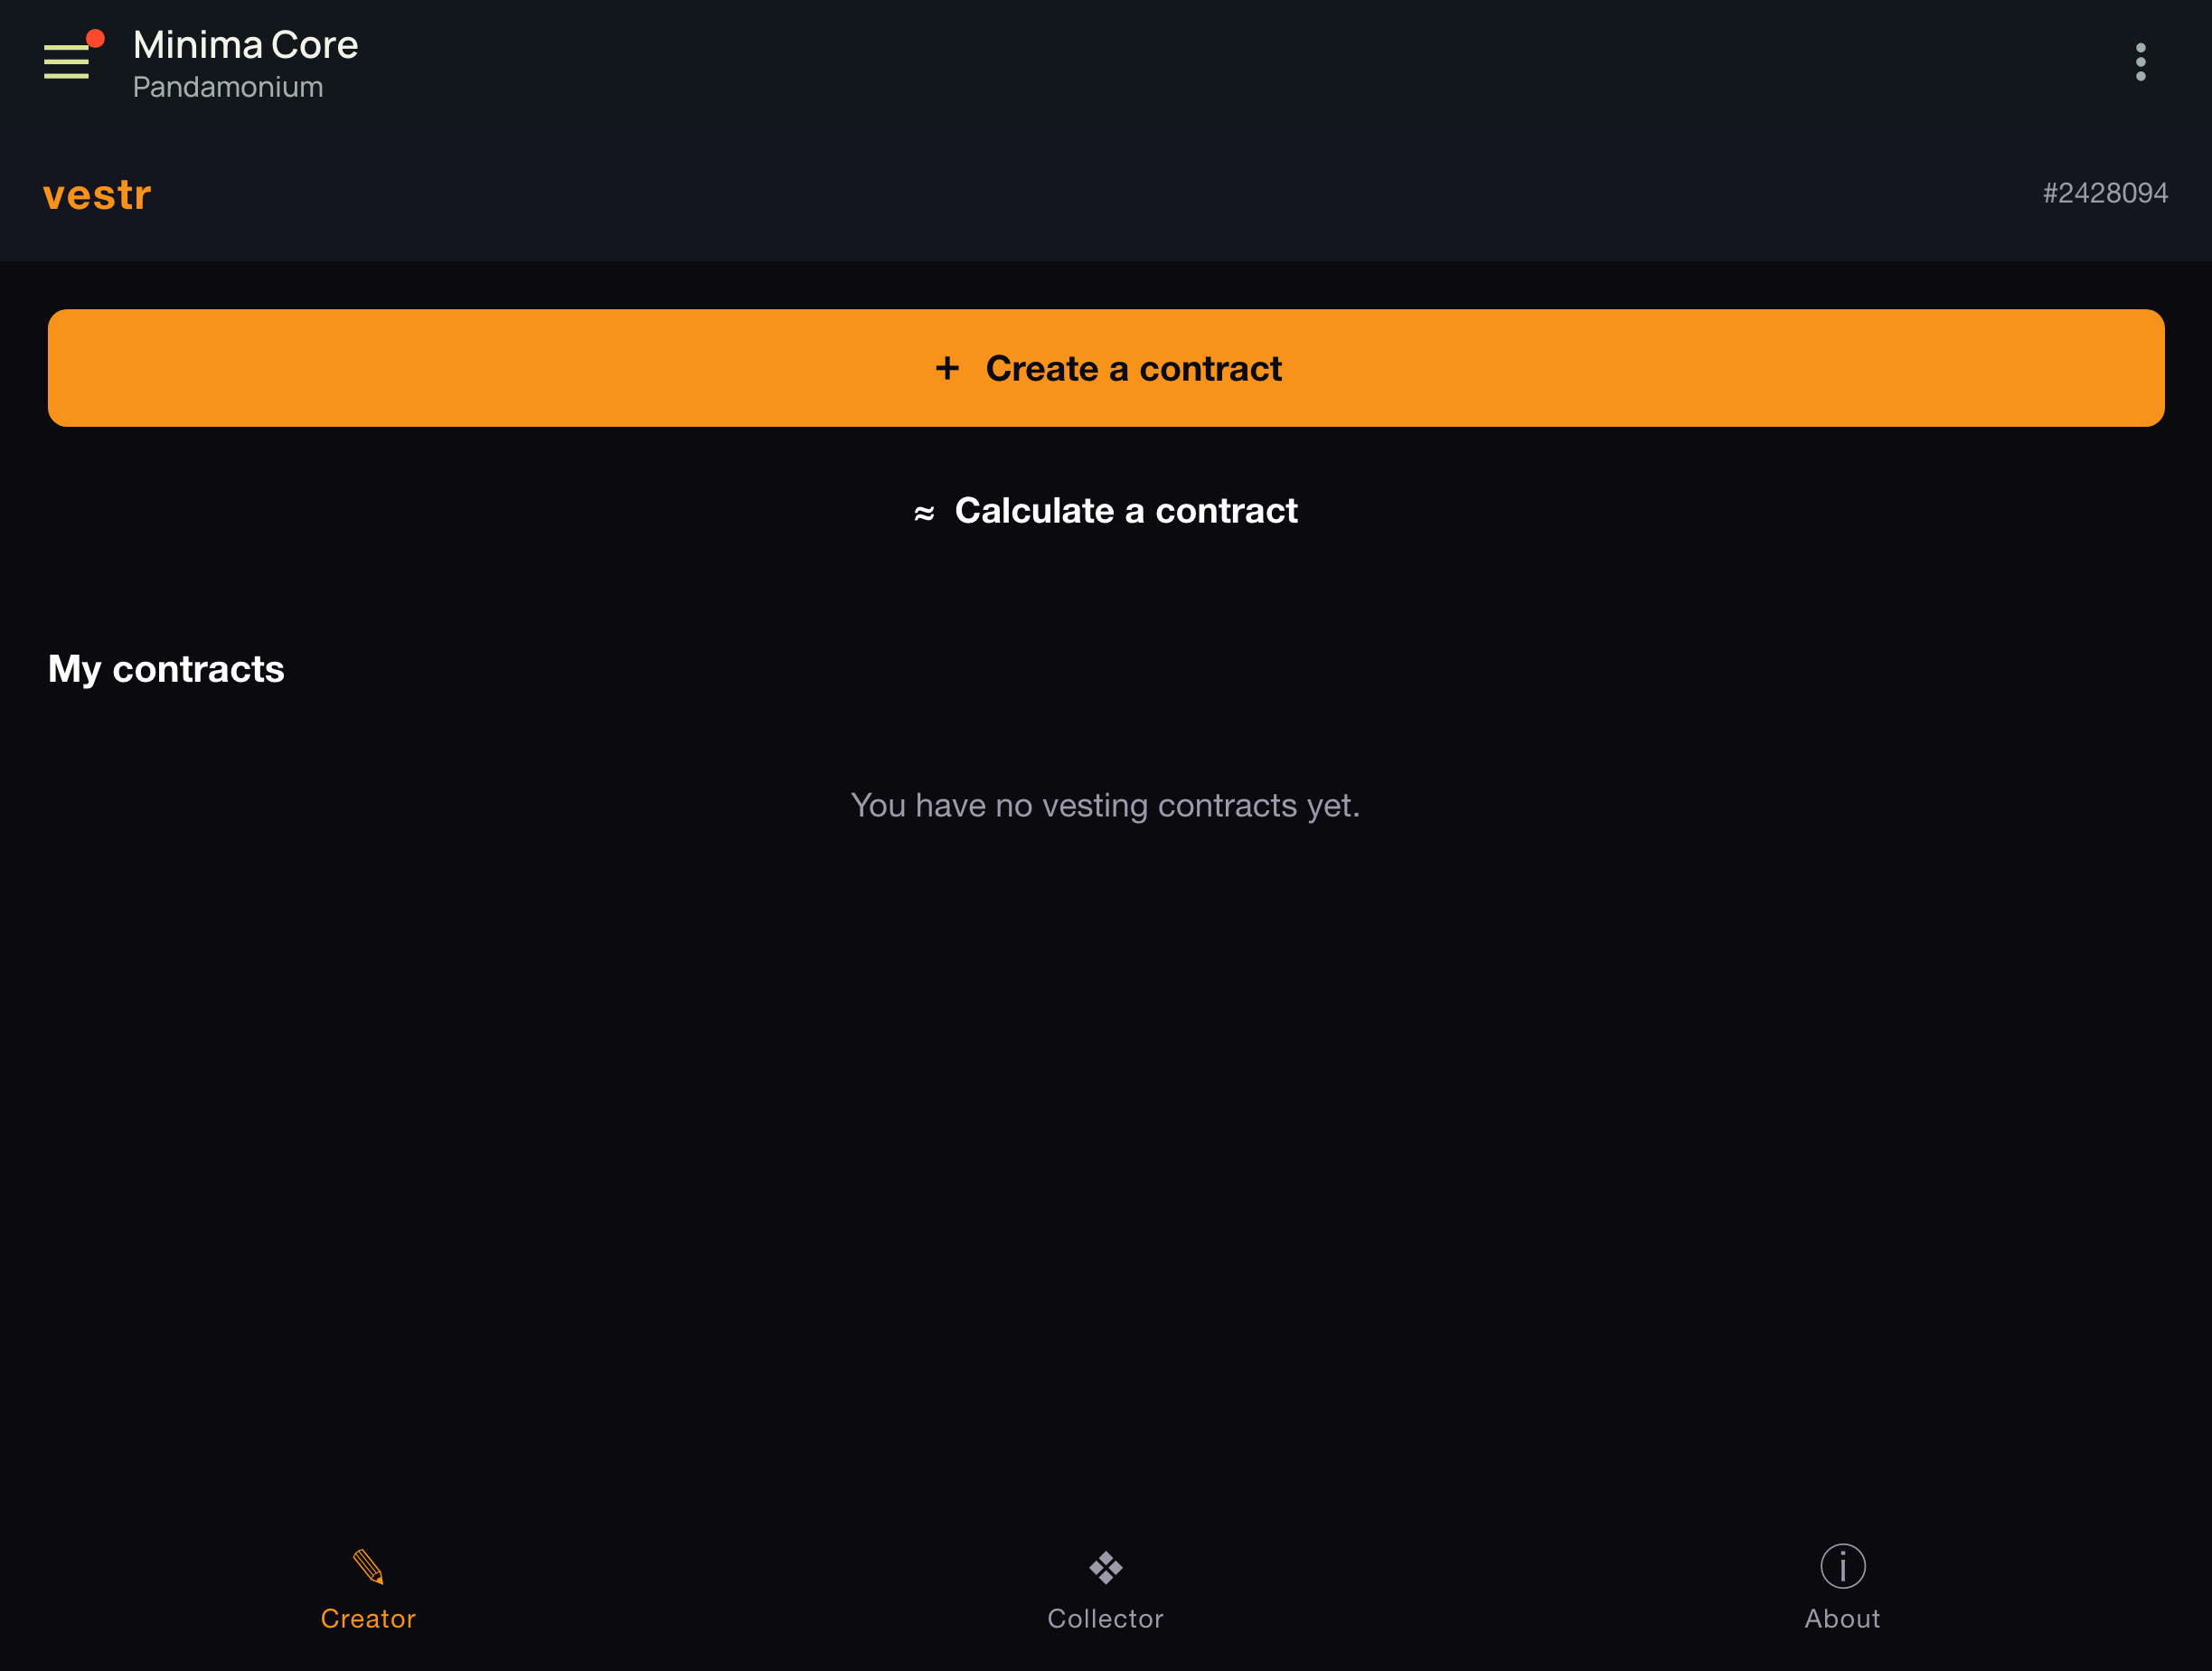 Minima Core
Pandamonium
vestr
#2428094
+ Create a contract
≈ Calculate a contract
My contracts
You have no vesting contracts yet.
Creator
Collector
About